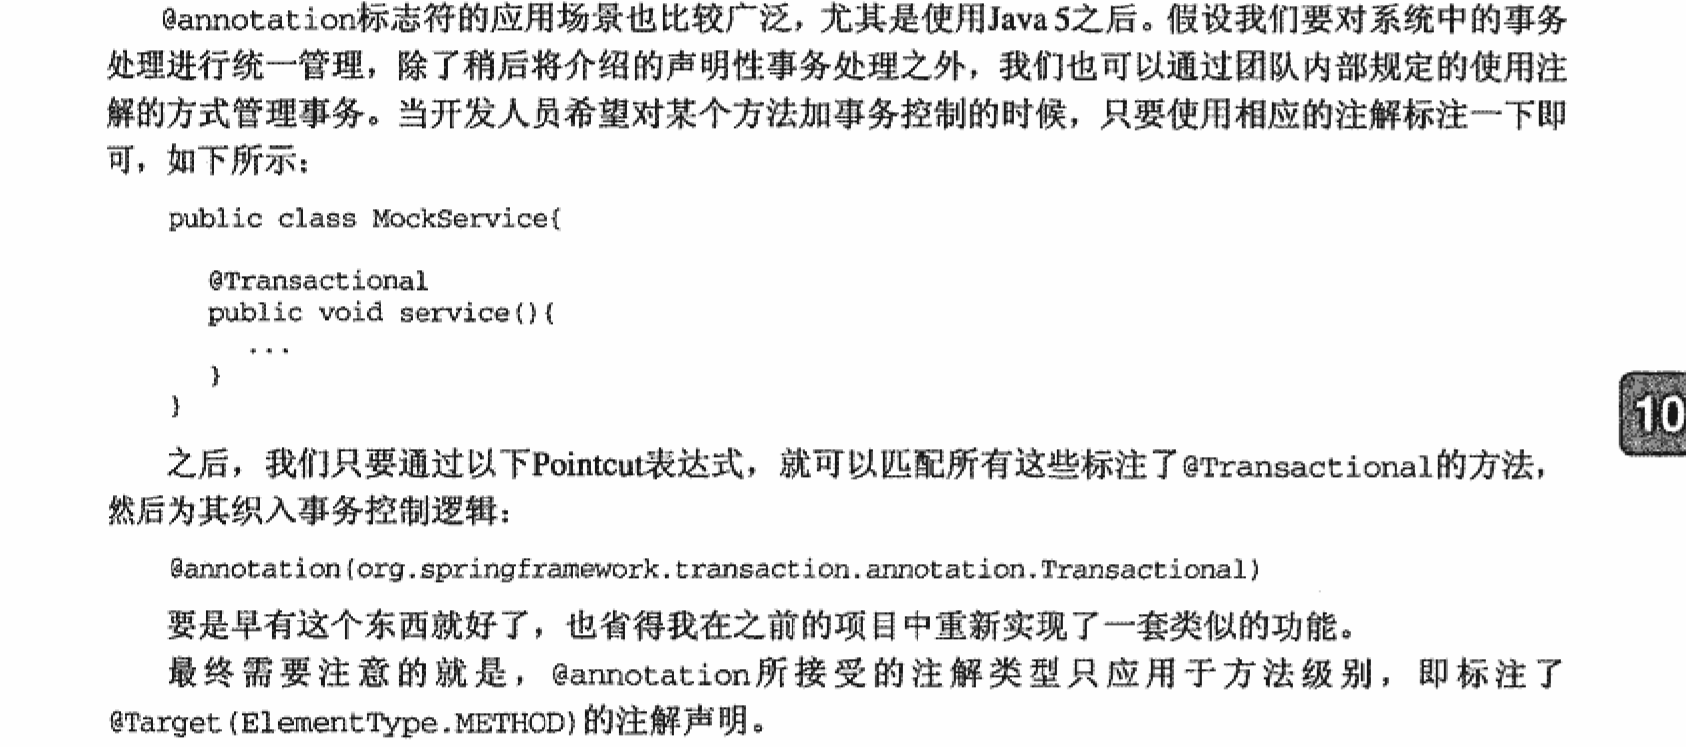 @annotation标志符的应用场景也比较广泛，尤其是使用Java 5之后。假设我们要对系统中的事务
处理进行统一管理，除了稍后将介绍的声明性事务处理之外，我们也可以通过团队内部规定的使用注
解的方式管理事务。当开发人员希望对某个方法加事务控制的时候，只要使用相应的注解标注一下即
可，如下所示：
public class MockService{
@Transactional
public void service(){
...
}
}
10
之后，我们只要通过以下Pointcut表达式，就可以匹配所有这些标注了@Transactional的方法，
然后为其织入事务控制逻辑：
@annotation(org.springframework.transaction.annotation.Transactional)
要是早有这个东西就好了，也省得我在之前的项目中重新实现了一套类似的功能。
最终需要注意的就是，@annotation所接受的注解类型只应用于方法级别，即标注了
@Target(ElementType.METHOD)的注解声明。